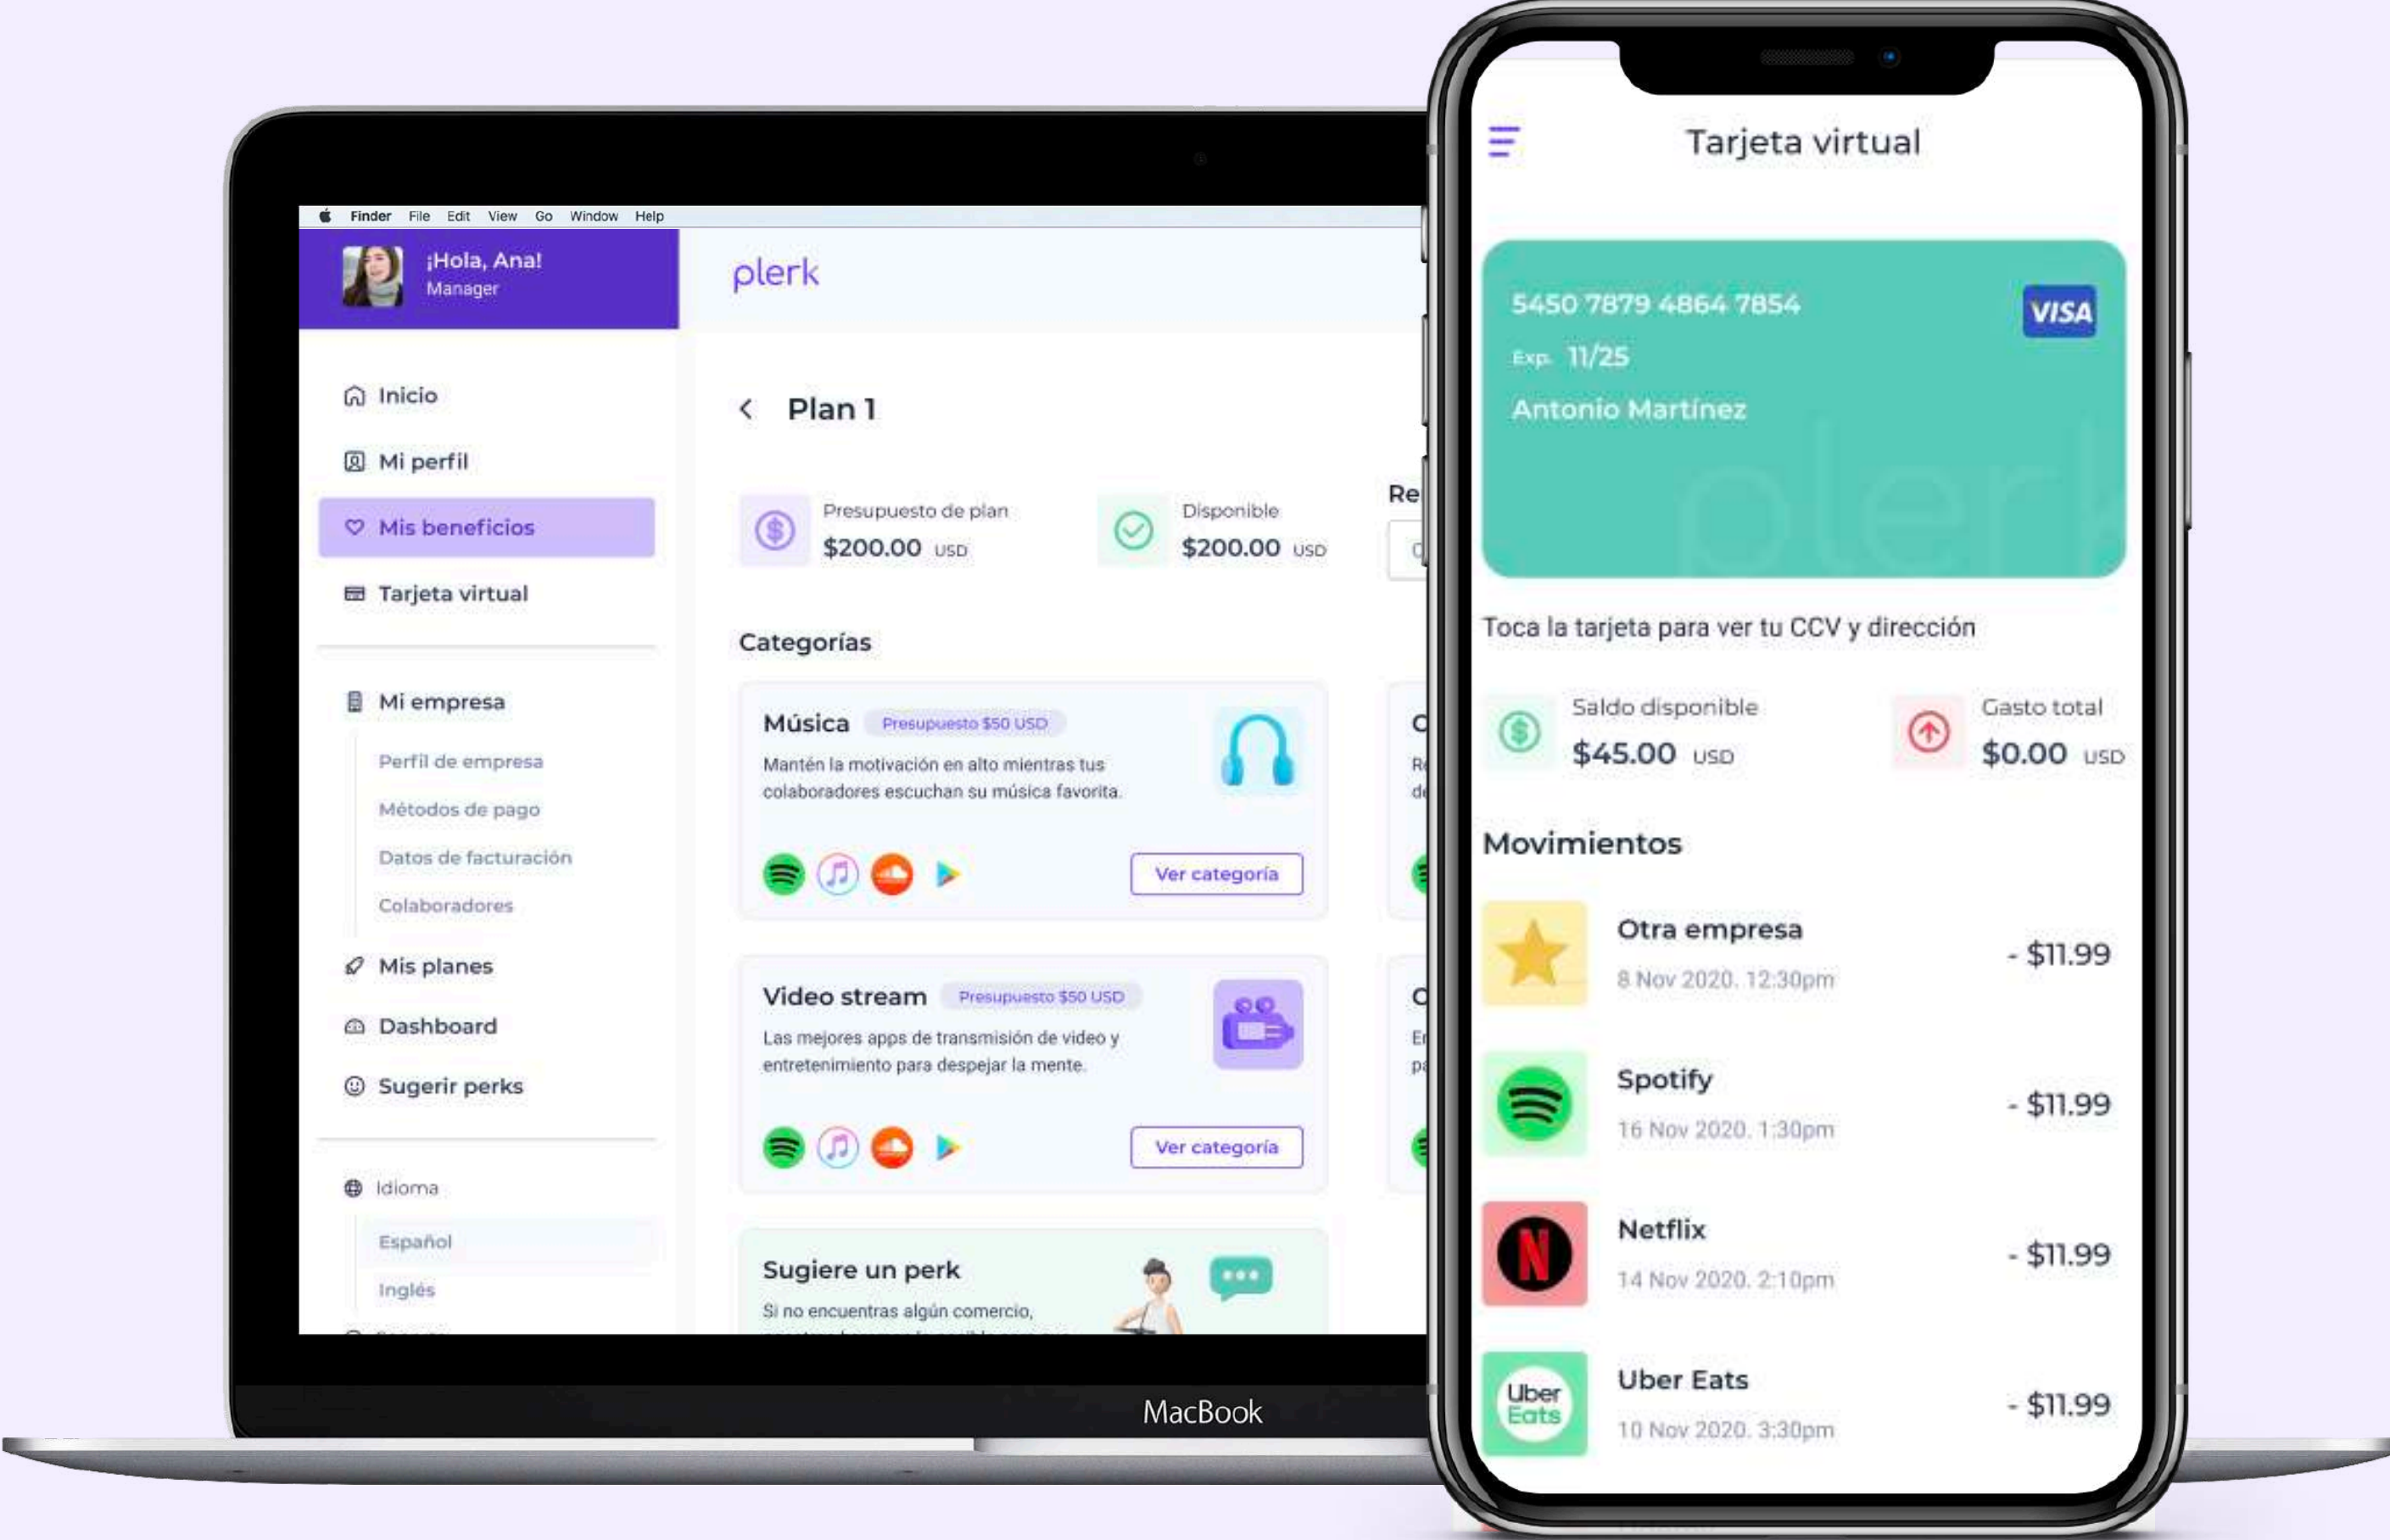 Finder File Edit View Go Window Help
¡Hola, Ana!
Manager
plerk
Inicio
Mi perfil
Mis beneficios
Tarjeta virtual
Mi empresa
Perfil de empresa
Métodos de pago
Datos de facturación
Colaboradores
Mis planes
Dashboard
Sugerir perks
Idioma
Español
Inglés
Plan 1
Presupuesto de plan
$200.00 USD
Disponible
$200.00 USD
Re
Categorías
Música Presupuesto $50 USD
Mantén la motivación en alto mientras tus
colaboradores escuchan su música favorita.
Ver categoría
Video stream Presupuesto $50 USD
Las mejores apps de transmisión de video y
entretenimiento para despejar la mente.
Ver categoría
Sugiere un perk
Si no encuentras algún comercio,
MacBook
Tarjeta virtual
5450 7879 4864 7854
VISA
Exp. 11/25
Antonio Martínez
plerk
Toca la tarjeta para ver tu CCV y dirección
Saldo disponible
$45.00 USD
Gasto total
$0.00 USD
Movimientos
Otra empresa
8 Nov 2020. 12:30pm
- $11.99
Spotify
16 Nov 2020. 1:30pm
- $11.99
Netflix
14 Nov 2020. 2:10pm
- $11.99
Uber Eats
Uber Eats
10 Nov 2020. 3:30pm
- $11.99